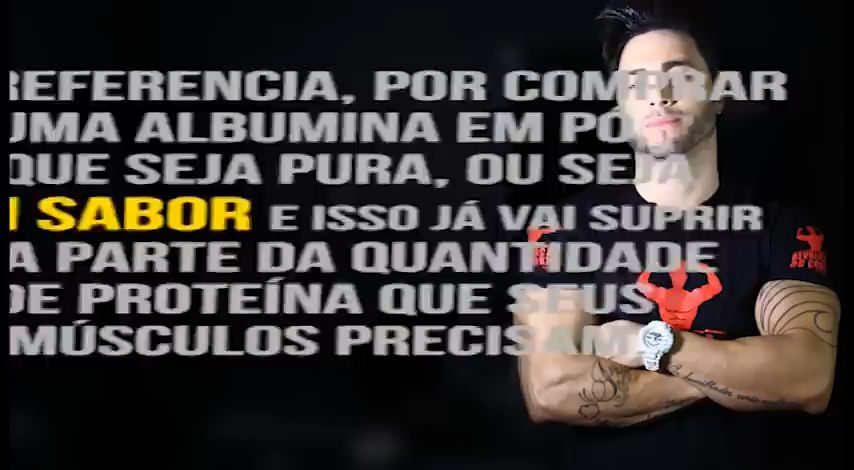 REFERENCIA, POR COMPRAR
UMA ALBUMINA EM PÓ
QUE SEJA PURA, OU SEJA
SABOR E ISSO JÁ VAI SUPRIR
A PARTE DA QUANTIDADE
DE PROTEÍNA QUE SEUS
MÚSCULOS PRECISAM.